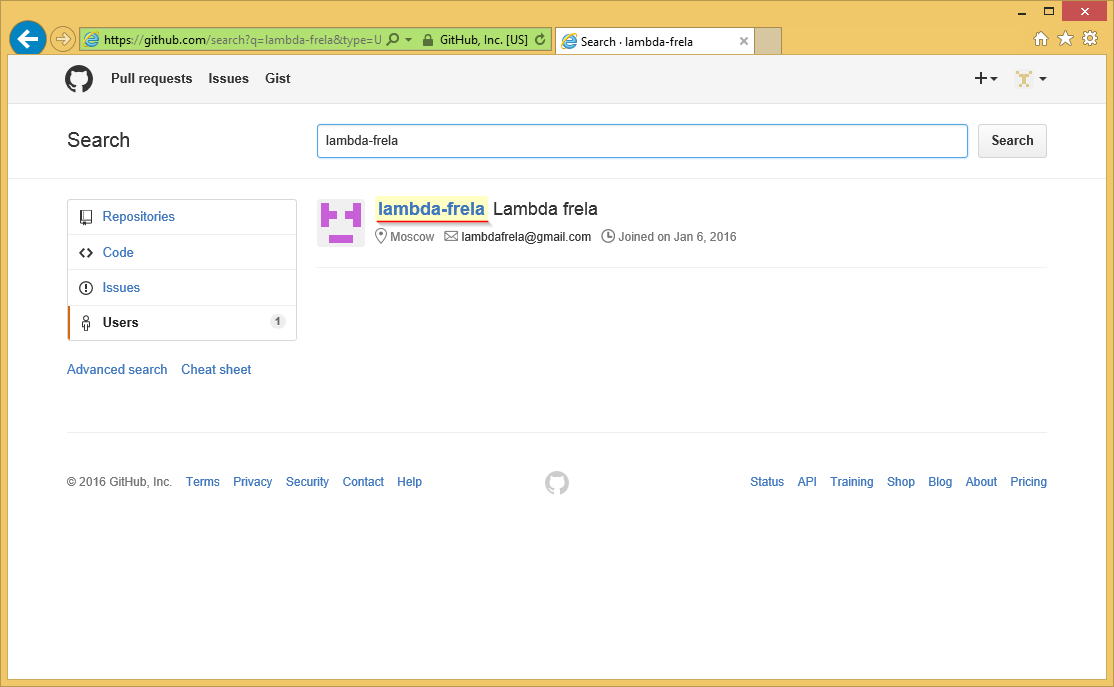 https://github.com/search?q=lambda-frela&type=U
GitHub, Inc. [US]
Search · lambda-frela
Pull requests Issues Gist
Search
lambda-frela
Search
Repositories
Code
Issues
Users 1
Advanced search Cheat sheet
lambda-frela Lambda frela
Moscow lambdafrela@gmail.com Joined on Jan 6, 2016
© 2016 GitHub, Inc. Terms Privacy Security Contact Help
Status API Training Shop Blog About Pricing